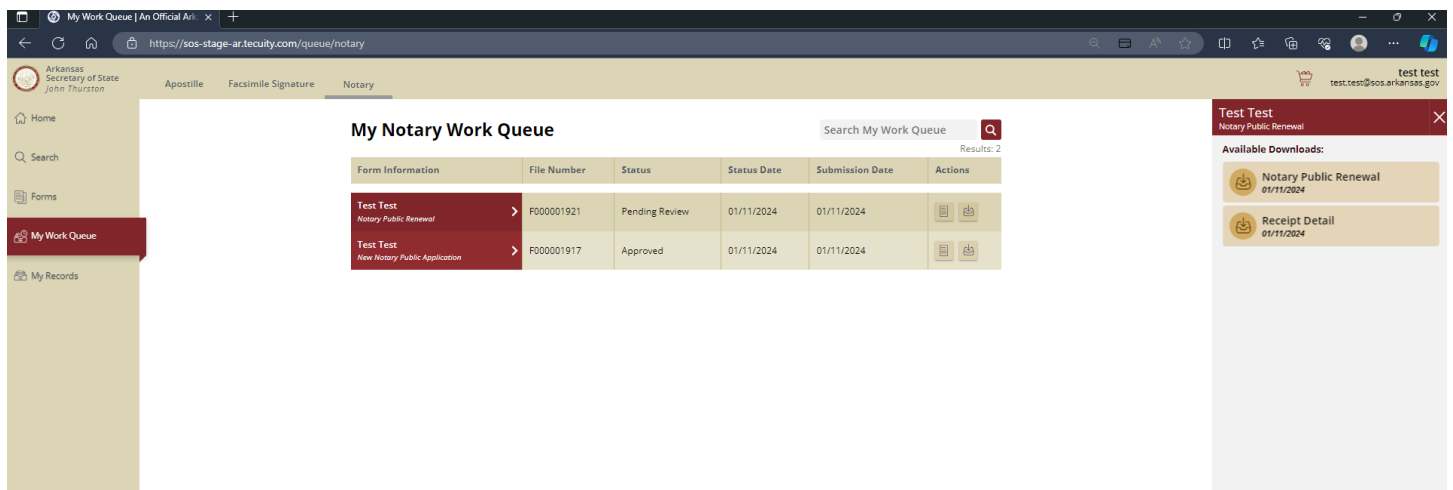 My Work Queue | An Official Ark
https://sos-stage-ar.tecuity.com/queue/notary
Arkansas
Secretary of State
John Thurston
Apostille
Facsimile Signature
Notary
test test
test.test@sos.arkansas.gov
Home
Search
Forms
My Work Queue
My Records
My Notary Work Queue
Search My Work Queue
Results: 2
Form Information File Number Status Status Date Submission Date Actions
Test Test
Notary Public Renewal
F000001921 Pending Review 01/11/2024 01/11/2024
Test Test
New Notary Public Application
F000001917 Approved 01/11/2024 01/11/2024
Test Test
Notary Public Renewal
Available Downloads:
Notary Public Renewal
01/11/2024
Receipt Detail
01/11/2024